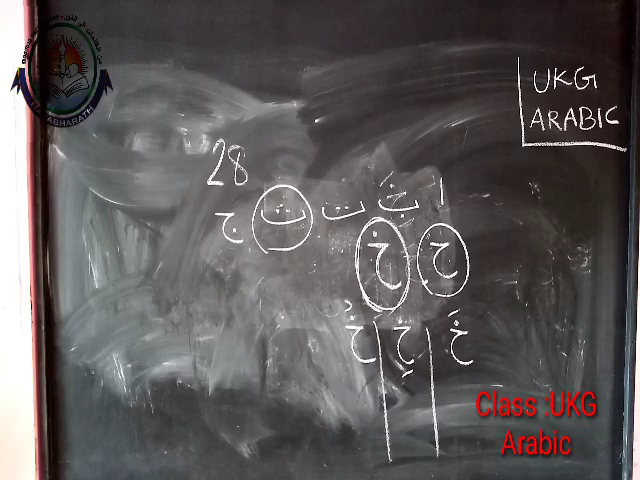 UKG
ARABIC
28
ا ب ت ث ج
ح خ
خَ خِ خُ
Class :UKG
Arabic